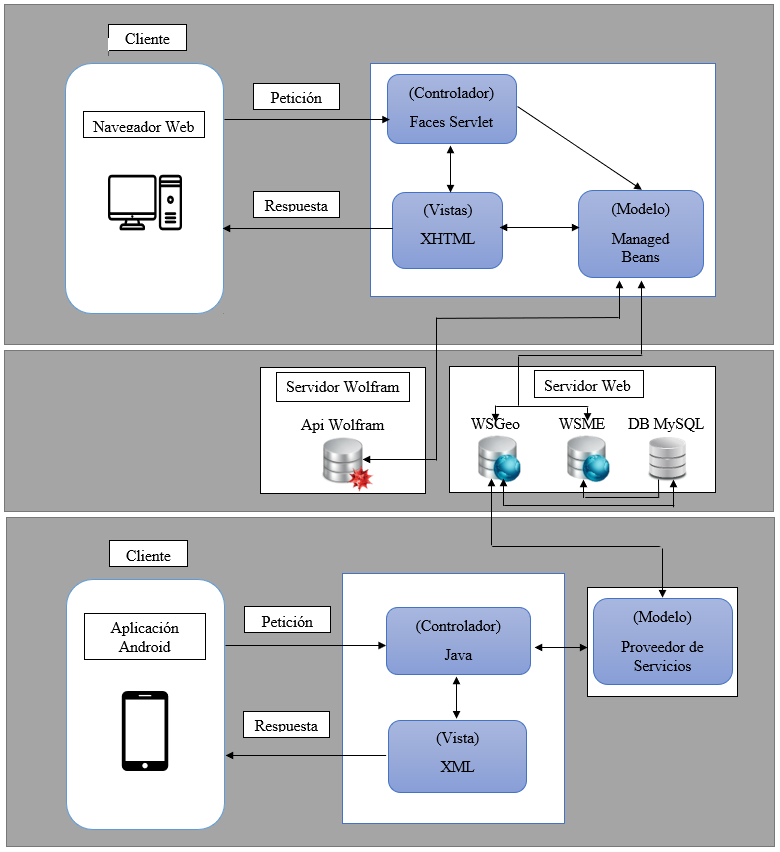 Cliente
Navegador Web
Petición
Respuesta
(Controlador)
Faces Servlet
(Vistas)
XHTML
(Modelo)
Managed
Beans
Servidor Wolfram
Api Wolfram
Servidor Web
WSGeo
WSME
DB MySQL
Cliente
Aplicación
Android
Petición
Respuesta
(Controlador)
Java
(Vista)
XML
(Modelo)
Proveedor de
Servicios